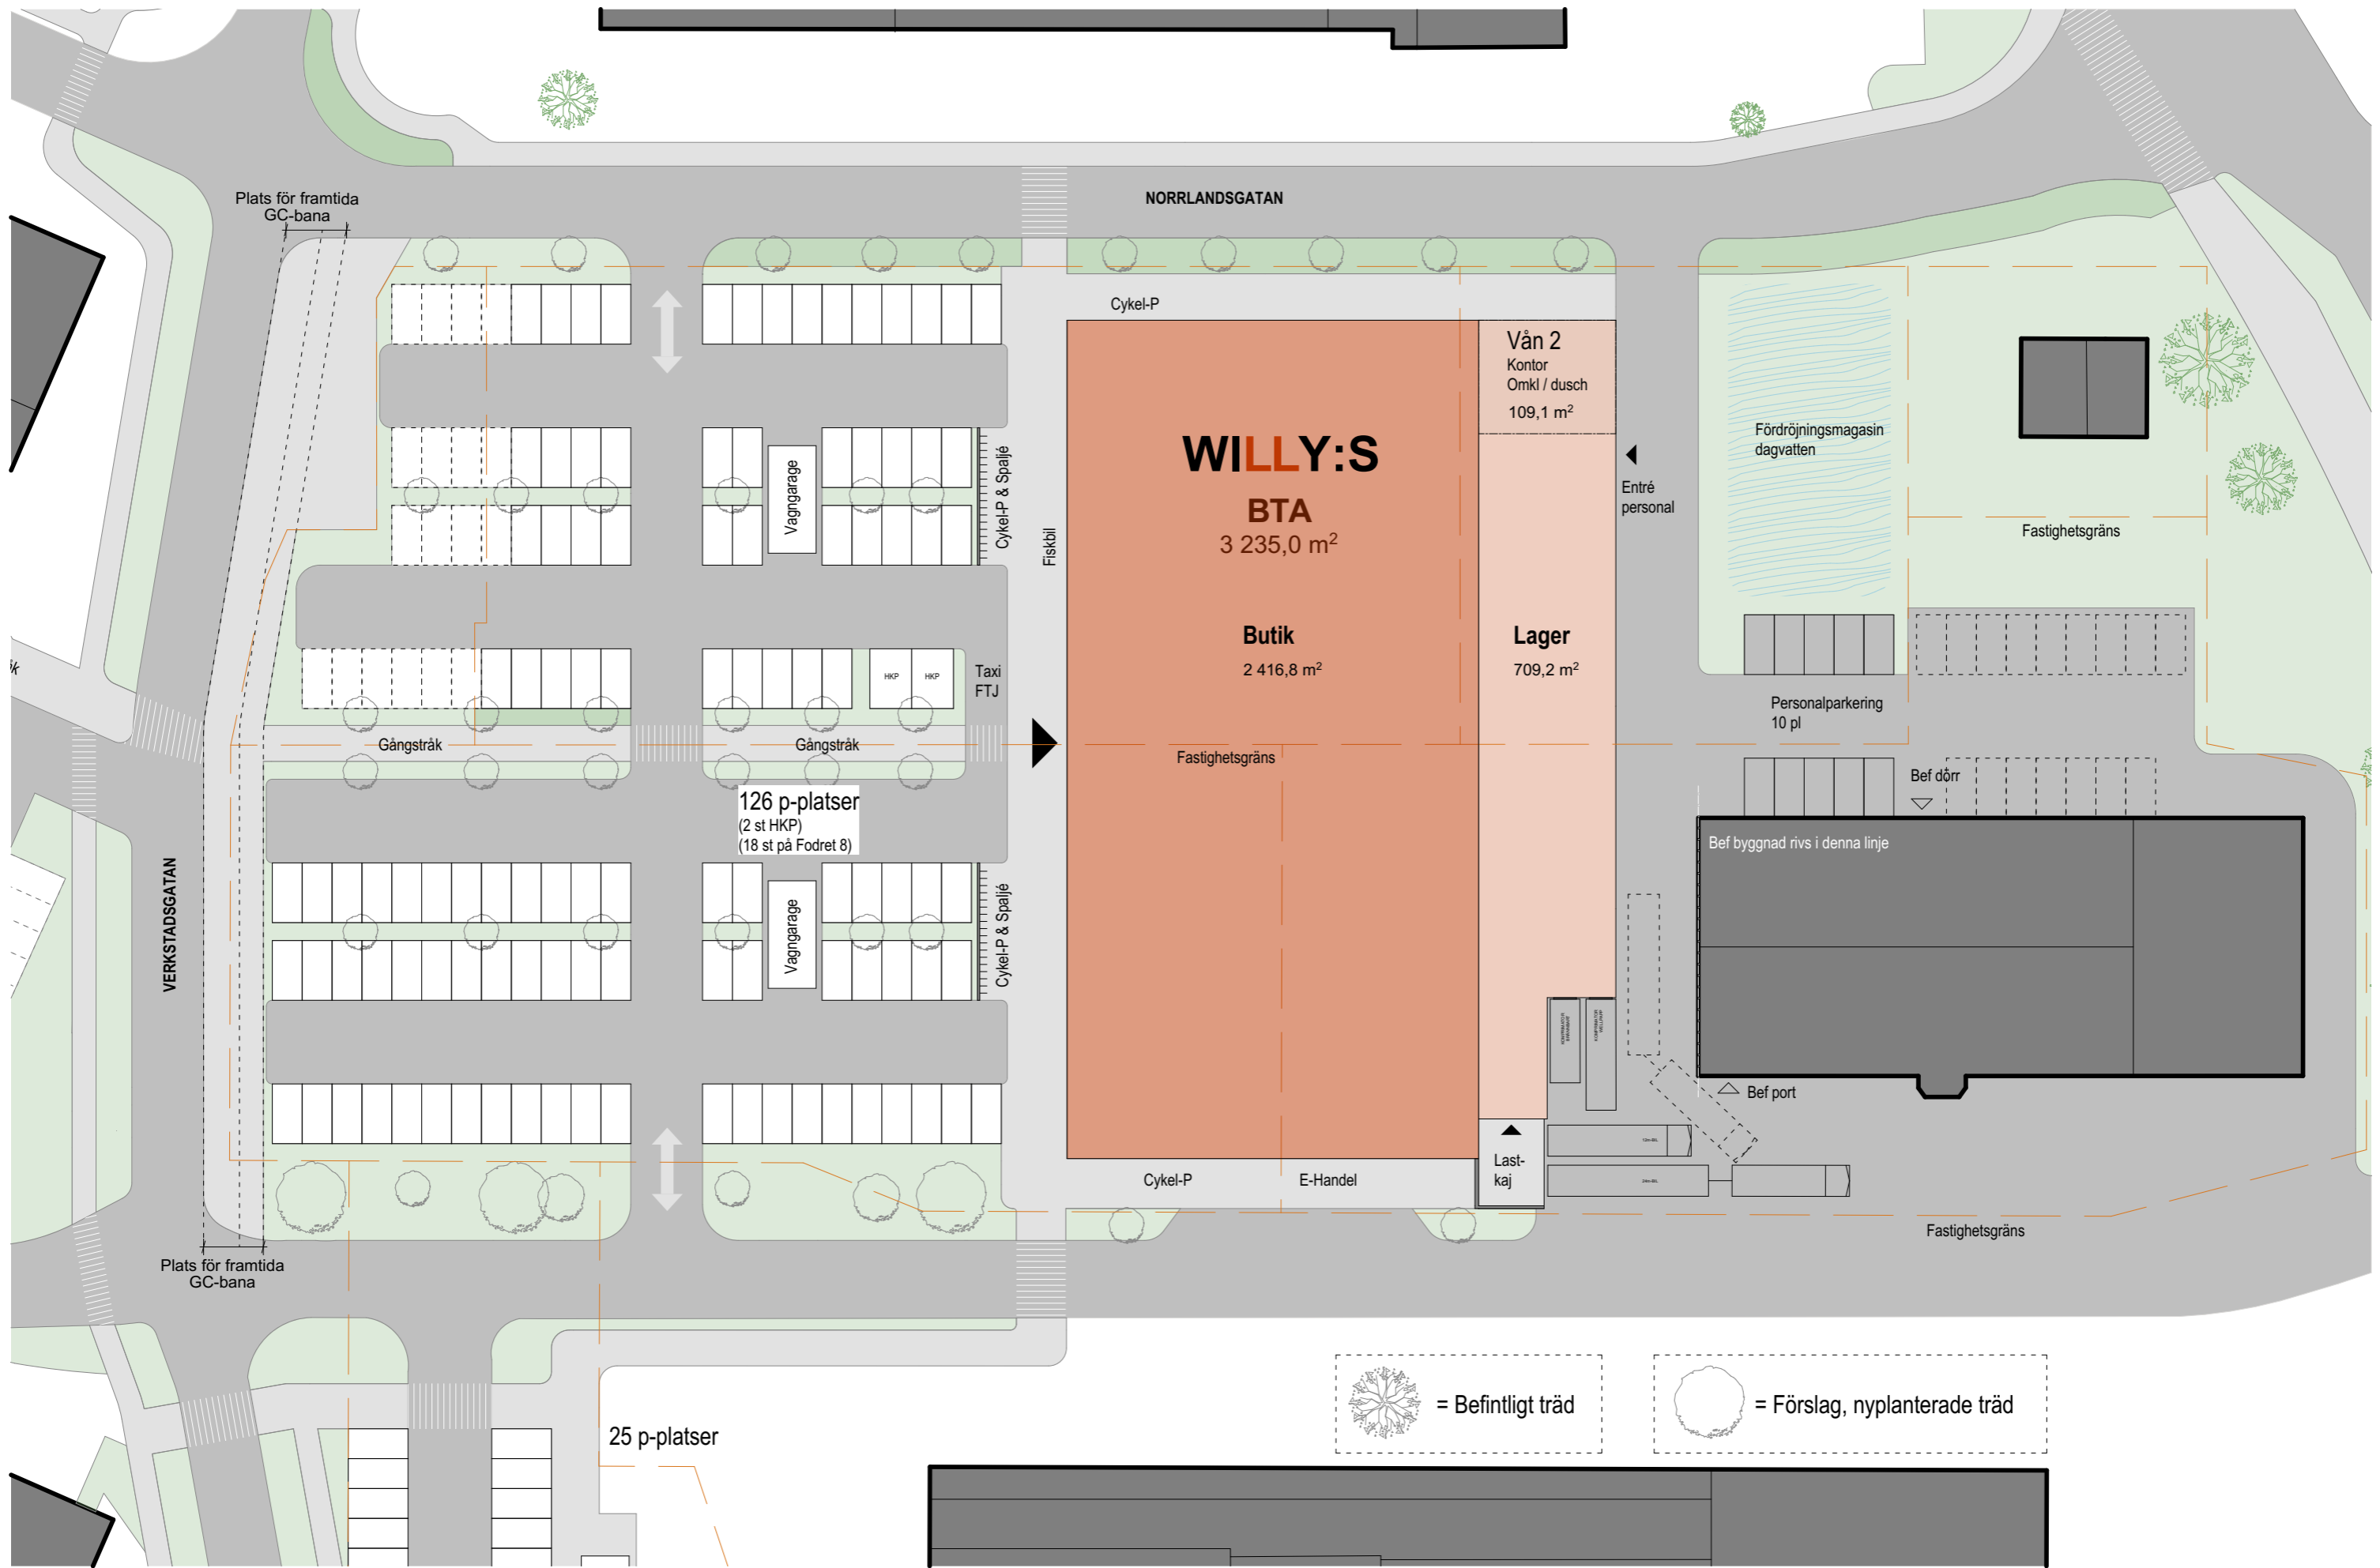 Plats för framtida
GC-bana
NORRLANDSGATAN
Cykel-P
Vån 2
Kontor
Omkl / dusch
109,1 m²
WILLY:S
BTA
3 235,0 m²
Entré
personal
Fördröjningsmagasin
dagvatten
Fastighetsgräns
Vagngarage
Cykel-P & Spaljé
Fiskbil
Butik
2 416,8 m²
Lager
709,2 m²
HKP
HKP
Taxi
FTJ
Personalparkering
10 pl
Gångstråk
Gångstråk
Fastighetsgräns
Bef dörr
126 p-platser
(2 st HKP)
(18 st på Fodret 8)
Bef byggnad rivs i denna linje
VERKSTADSGATAN
Vagngarage
Cykel-P & Spaljé
Bef port
Last-
kaj
Cykel-P
E-Handel
Fastighetsgräns
Plats för framtida
GC-bana
25 p-platser
= Befintligt träd
= Förslag, nyplanterade träd